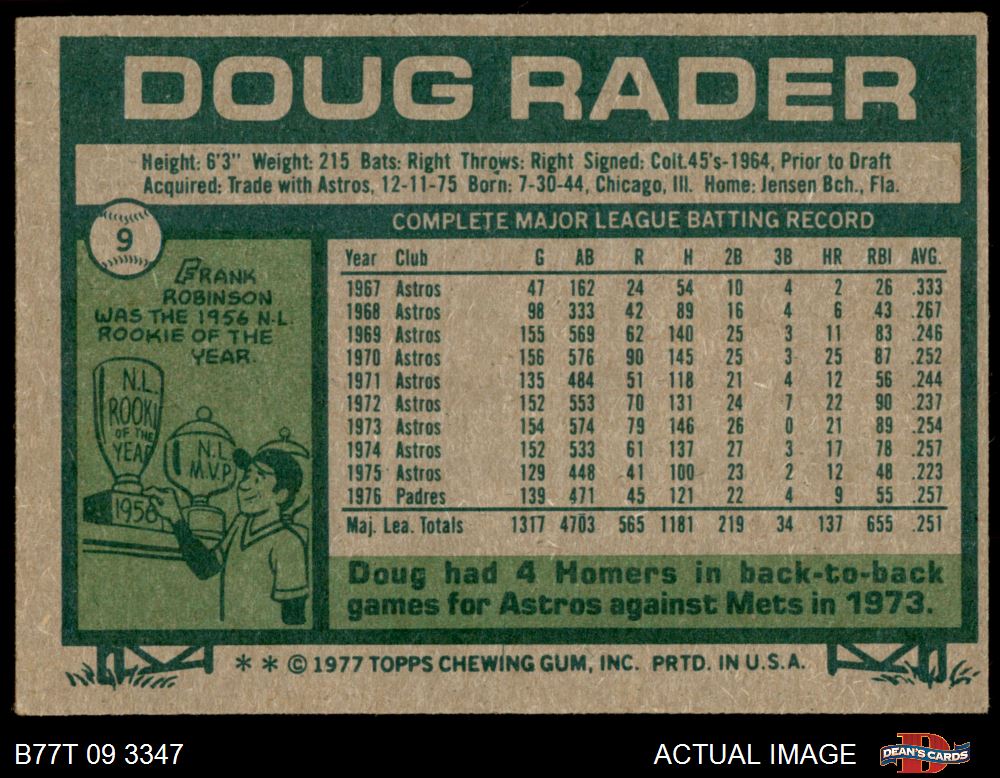 DOUG RADER
Height: 6'3" Weight: 215 Bats: Right Throws: Right Signed: Colt.45's-1964, Prior to Draft
Acquired: Trade with Astros, 12-11-75 Born: 7-30-44, Chicago, Ill. Home: Jensen Bch., Fla.
9
FRANK
ROBINSON
WAS THE 1956 N.L.
ROOKIE OF THE
YEAR.
N.L.
ROOKI
OF THE
YEAR
1956
N.L.
M.V.P.
COMPLETE MAJOR LEAGUE BATTING RECORD
Year Club G AB R H 2B 3B HR RBI AVG.
1967 Astros 47 162 24 54 10 4 2 26 .333
1968 Astros 98 333 42 89 16 4 6 43 .267
1969 Astros 155 569 62 140 25 3 11 83 .246
1970 Astros 156 576 90 145 25 3 25 87 .252
1971 Astros 135 484 51 118 21 4 12 56 .244
1972 Astros 152 553 70 131 24 7 22 90 .237
1973 Astros 154 574 79 146 26 0 21 89 .254
1974 Astros 152 533 61 137 27 3 17 78 .257
1975 Astros 129 448 41 100 23 2 12 48 .223
1976 Padres 139 471 45 121 22 4 9 55 .257
Maj. Lea. Totals 1317 4703 565 1181 219 34 137 655 .251
Doug had 4 Homers in back-to-back
games for Astros against Mets in 1973.
* * © 1977 TOPPS CHEWING GUM, INC. PRTD. IN U.S.A.
B77T 09 3347
ACTUAL IMAGE
DEAN'S CARDS